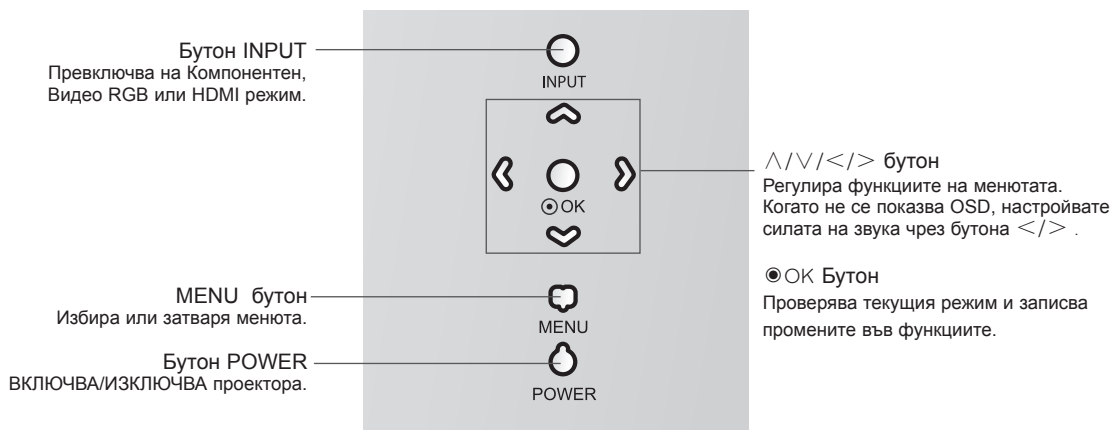 Бутон INPUT
Превключва на Компонентен,
Видео RGB или HDMI режим.
INPUT
◉OK
∧/∨/</> бутон
Регулира функциите на менютата.
Когато не се показва OSD, настройвате
силата на звука чрез бутона </> .
◉OK Бутон
Проверява текущия режим и записва
промените във функциите.
MENU бутон
Избира или затваря менюта.
MENU
Бутон POWER
ВКЛЮЧВА/ИЗКЛЮЧВА проектора.
POWER